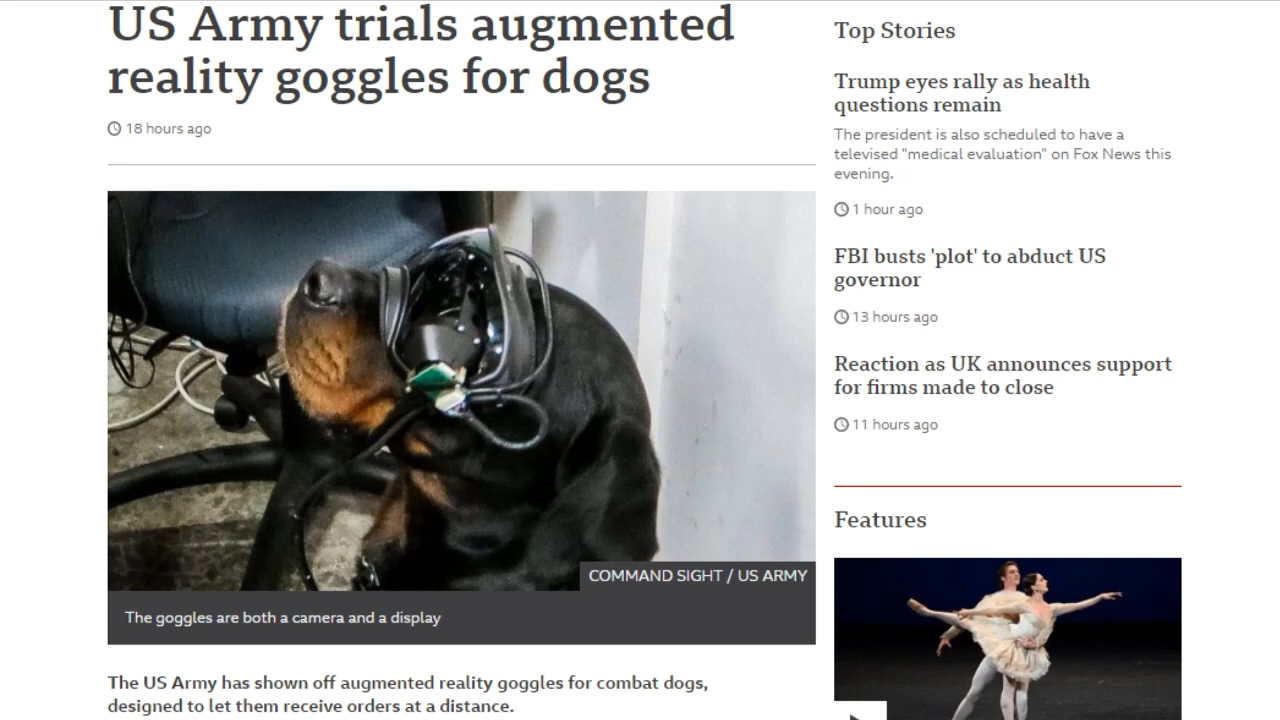 US Army trials augmented
reality goggles for dogs
18 hours ago
COMMAND SIGHT / US ARMY
The goggles are both a camera and a display
The US Army has shown off augmented reality goggles for combat dogs,
designed to let them receive orders at a distance.
Top Stories
Trump eyes rally as health
questions remain
The president is also scheduled to have a
televised "medical evaluation" on Fox News this
evening.
1 hour ago
FBI busts 'plot' to abduct US
governor
13 hours ago
Reaction as UK announces support
for firms made to close
11 hours ago
Features